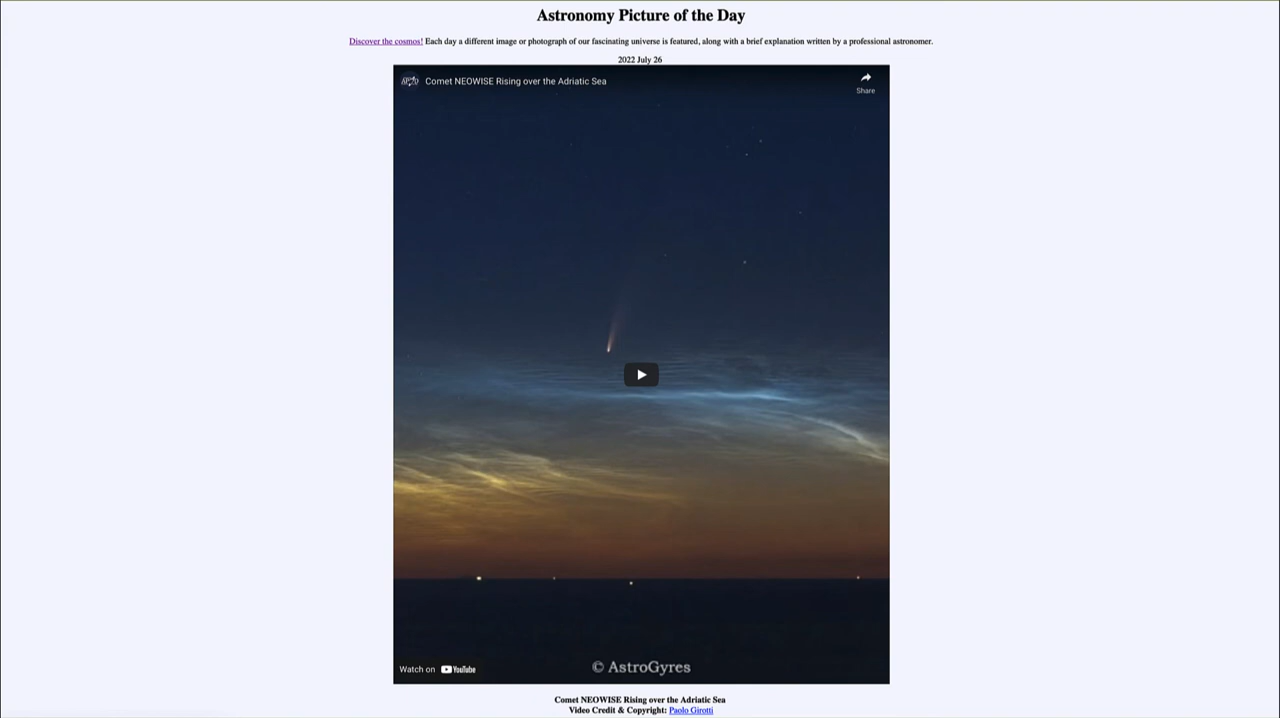 Astronomy Picture of the Day
Discover the cosmos! Each day a different image or photograph of our fascinating universe is featured, along with a brief explanation written by a professional astronomer.
2022 July 26
Comet NEOWISE Rising over the Adriatic Sea
Share
Watch on YouTube
© AstroGyres
Comet NEOWISE Rising over the Adriatic Sea
Video Credit & Copyright: Paolo Girotti